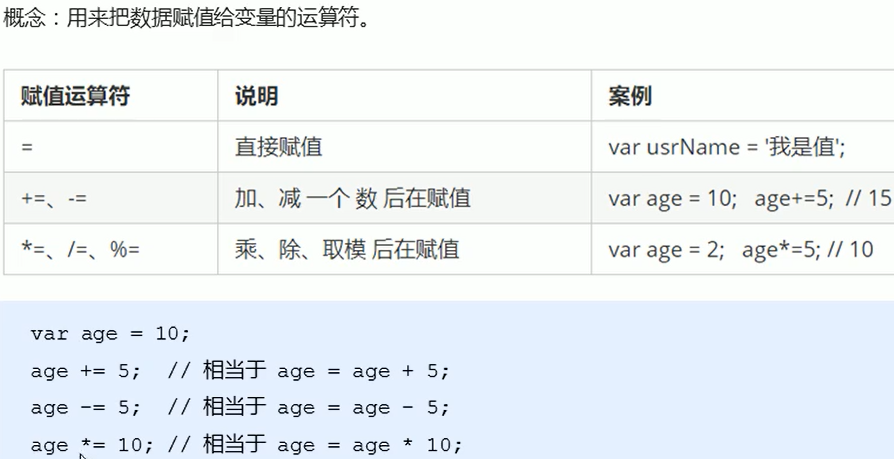 概念：用来把数据赋值给变量的运算符。
赋值运算符 说明 案例
= 直接赋值 var usrName = '我是值';
+=、-= 加、减 一个 数 后在赋值 var age = 10; age+=5; // 15
*=、/=、%= 乘、除、取模 后在赋值 var age = 2; age*=5; // 10
var age = 10;
age += 5; // 相当于 age = age + 5;
age -= 5; // 相当于 age = age - 5;
age *= 10; // 相当于 age = age * 10;